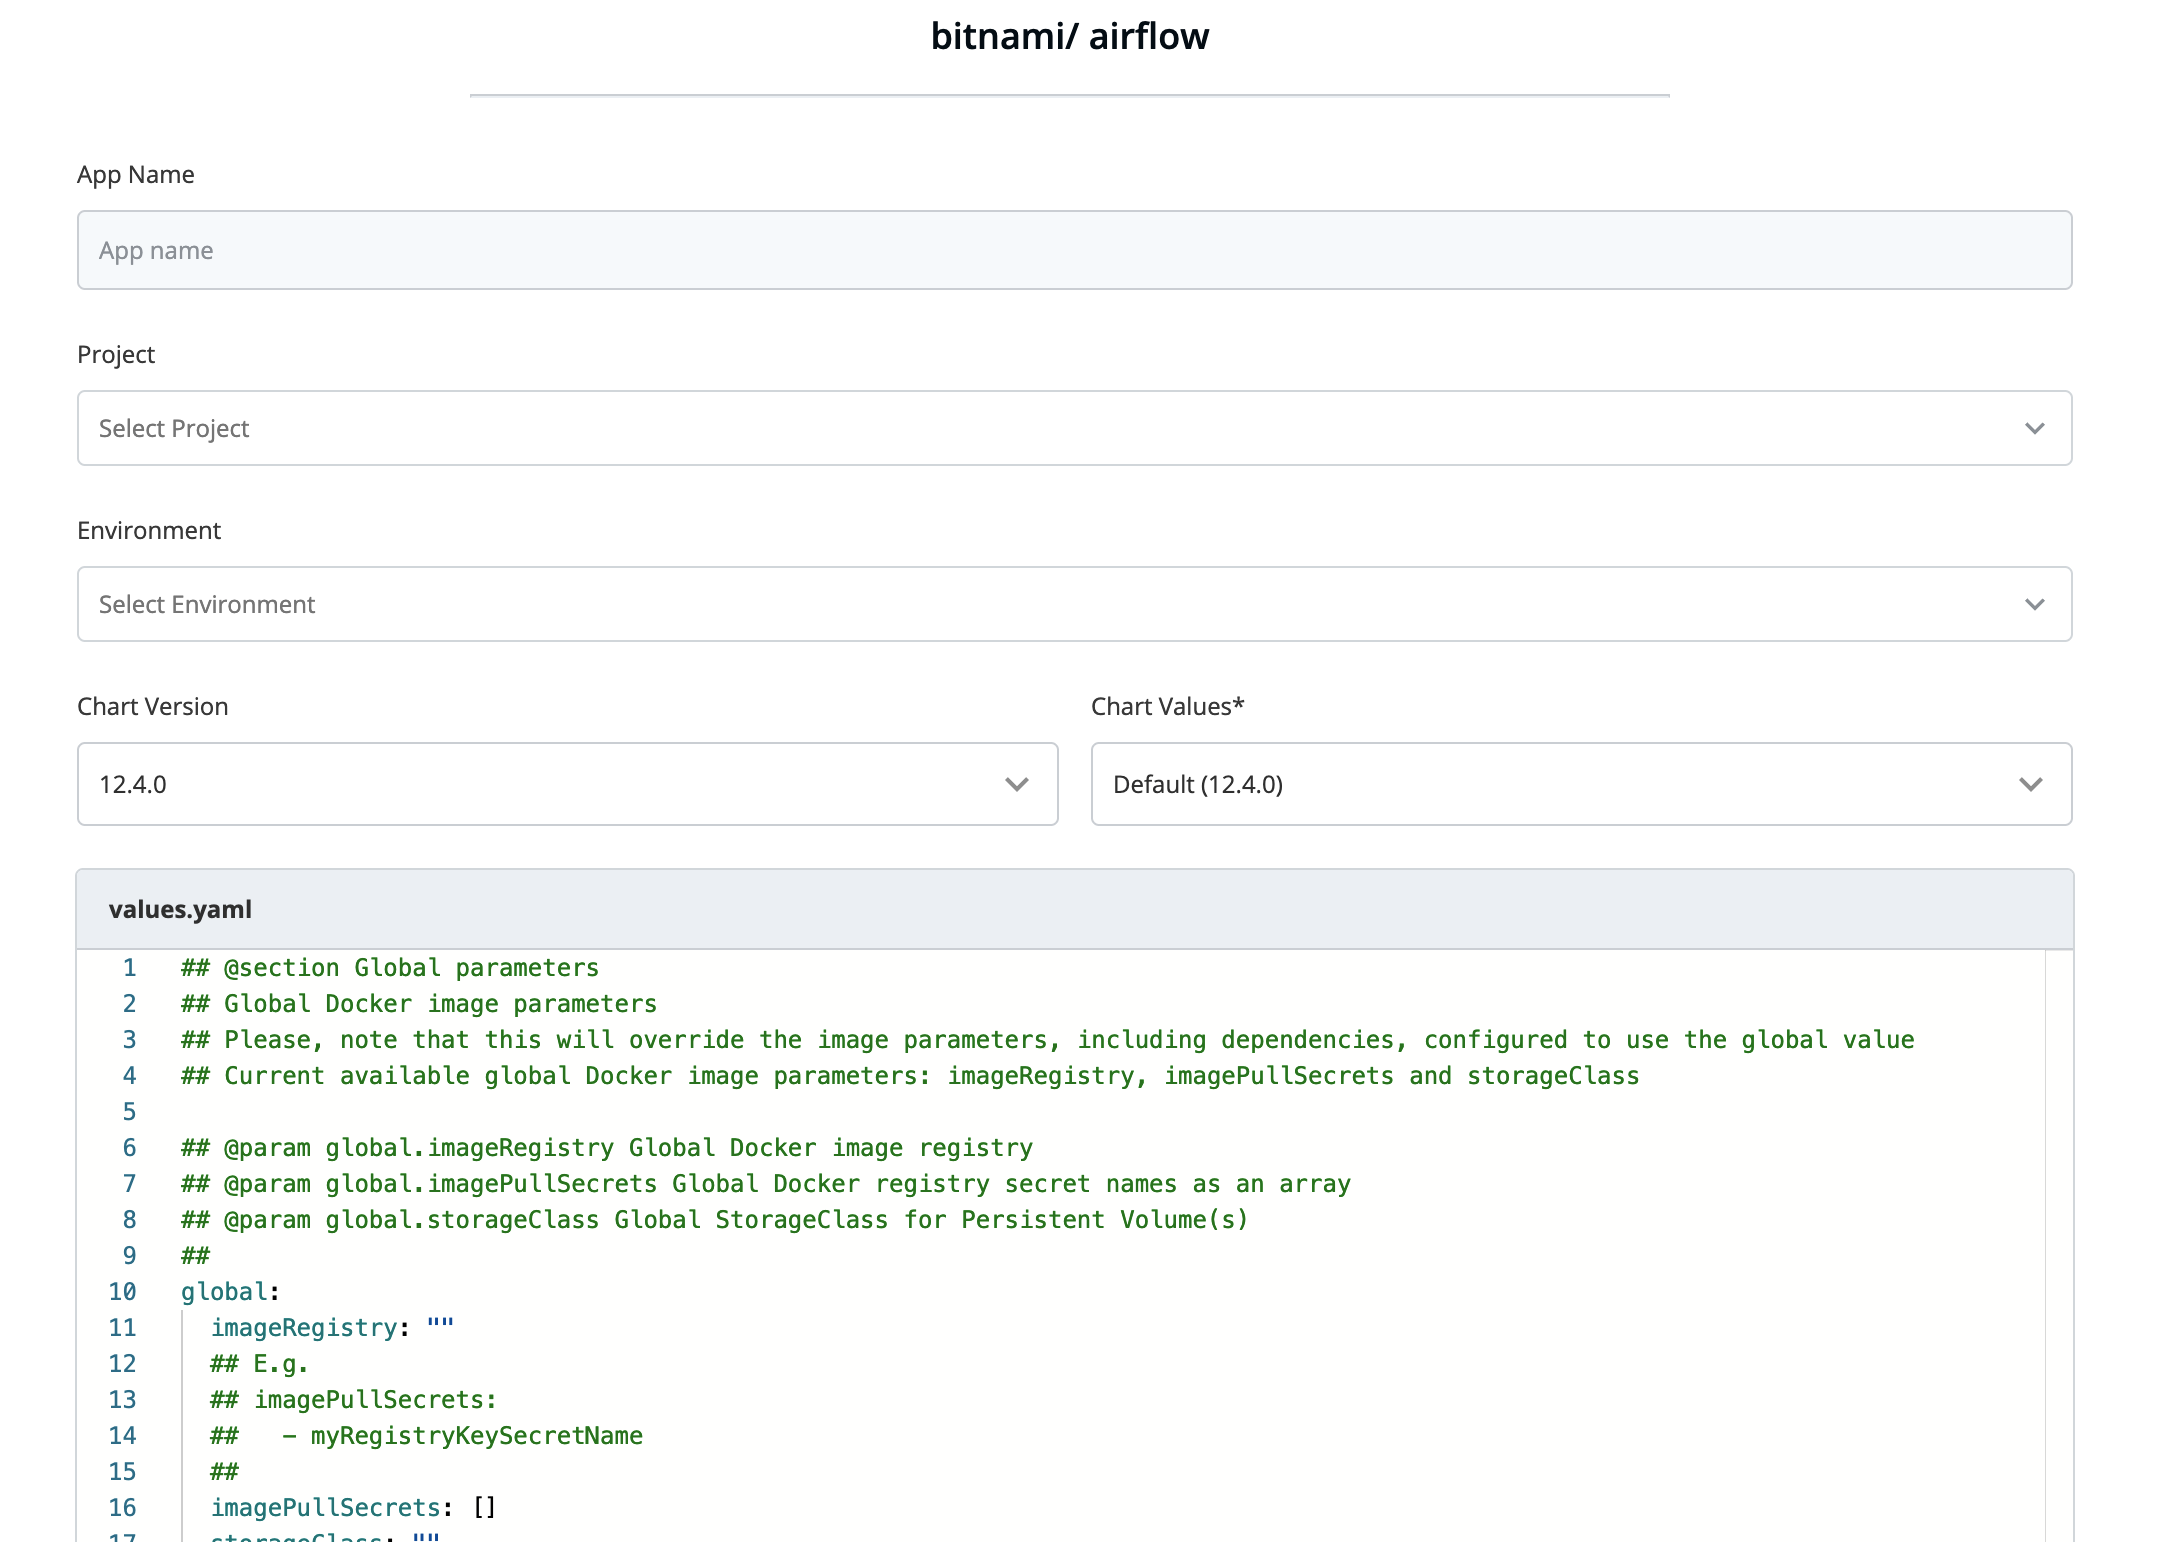 bitnami/ airflow
App Name
App name
Project
Select Project
Environment
Select Environment
Chart Version
Chart Values*
12.4.0
Default (12.4.0)
values.yaml
1 ## @section Global parameters
2 ## Global Docker image parameters
3 ## Please, note that this will override the image parameters, including dependencies, configured to use the global value
4 ## Current available global Docker image parameters: imageRegistry, imagePullSecrets and storageClass
5
6 ## @param global.imageRegistry Global Docker image registry
7 ## @param global.imagePullSecrets Global Docker registry secret names as an array
8 ## @param global.storageClass Global StorageClass for Persistent Volume(s)
9 ##
10 global:
11   imageRegistry: ""
12   ## E.g.
13   ## imagePullSecrets:
14   ##   - myRegistryKeySecretName
15   ##
16   imagePullSecrets: []
17   storageClass: ""